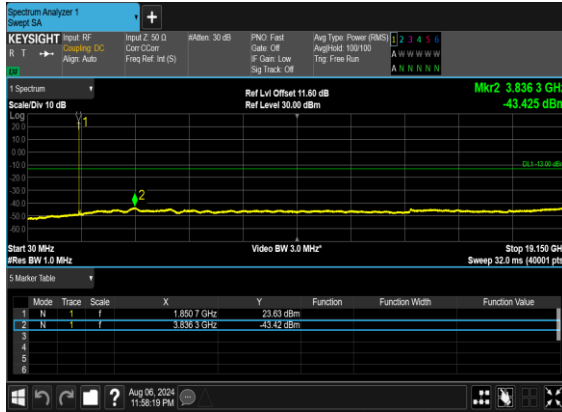 Spectrum Analyzer 1
Swept SA
+
KEYSIGHT Input: RF Input Z: 50 Ω #Atten: 30 dB PNO: Fast Avg Type: Power (RMS) 1 2 3 4 5 6
R T Coupling: DC Corr CCorr Gate: Off Avg|Hold: 100/100 A W W W W W
Align: Auto Freq Ref: Int (S) IF Gain: Low Trig: Free Run
LXI Sig Track: Off A N N N N N
1 Spectrum
Ref Lvl Offset 11.60 dB Mkr2 3.836 3 GHz
Scale/Div 10 dB Ref Level 30.00 dBm -43.425 dBm
Log
20.0
10.0
0.00
-10.0
-20.0
-30.0
-40.0
-50.0
-60.0
1
2
DL1 -13.00 dBm
Start 30 MHz Video BW 3.0 MHz* Stop 19.150 GHz
#Res BW 1.0 MHz Sweep 32.0 ms (40001 pts)
5 Marker Table
Mode Trace Scale X Y Function Function Width Function Value
1 N 1 f 1.850 7 GHz 23.63 dBm
2 N 1 f 3.836 3 GHz -43.42 dBm
3
4
5
6
? Aug 06, 2024
11:58:19 PM